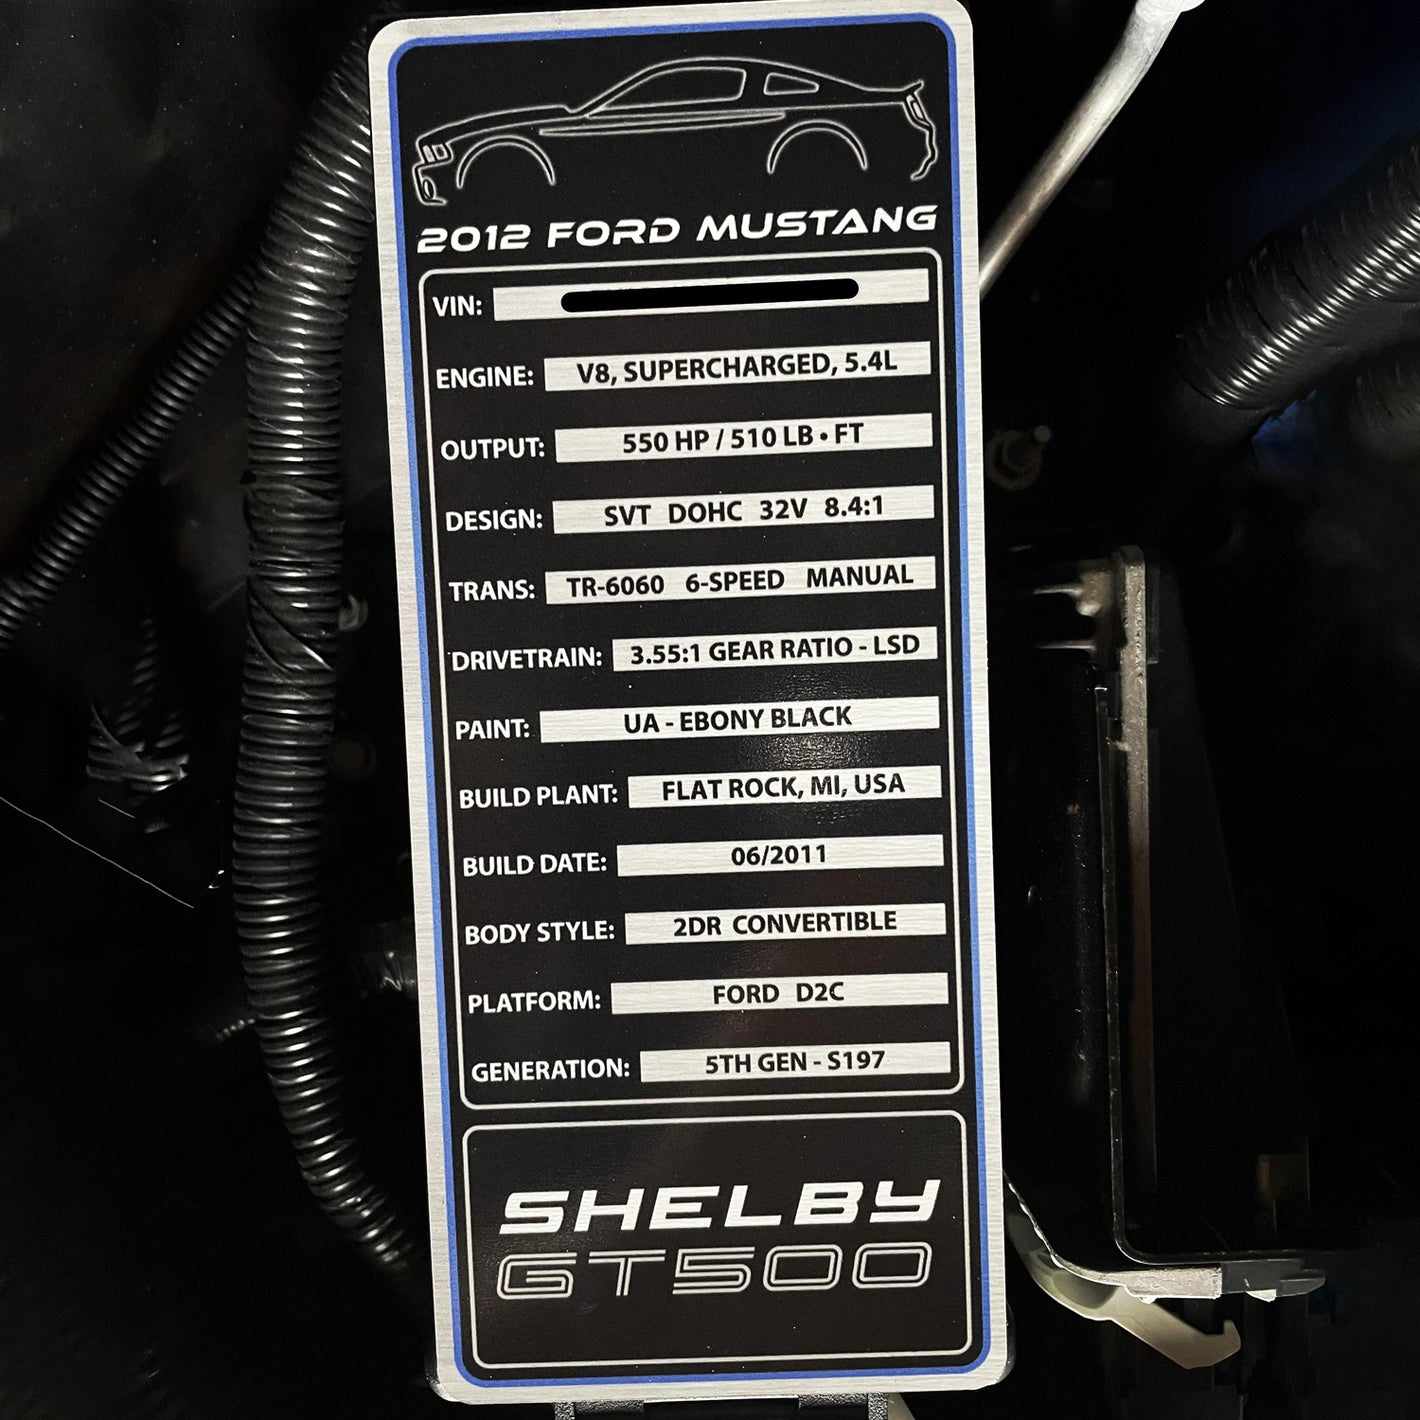 2012 FORD MUSTANG
VIN:
ENGINE: V8, SUPERCHARGED, 5.4L
OUTPUT: 550 HP / 510 LB • FT
DESIGN: SVT DOHC 32V 8.4:1
TRANS: TR-6060 6-SPEED MANUAL
DRIVETRAIN: 3.55:1 GEAR RATIO - LSD
PAINT: UA - EBONY BLACK
BUILD PLANT: FLAT ROCK, MI, USA
BUILD DATE: 06/2011
BODY STYLE: 2DR CONVERTIBLE
PLATFORM: FORD D2C
GENERATION: 5TH GEN - S197
SHELBY
GT500